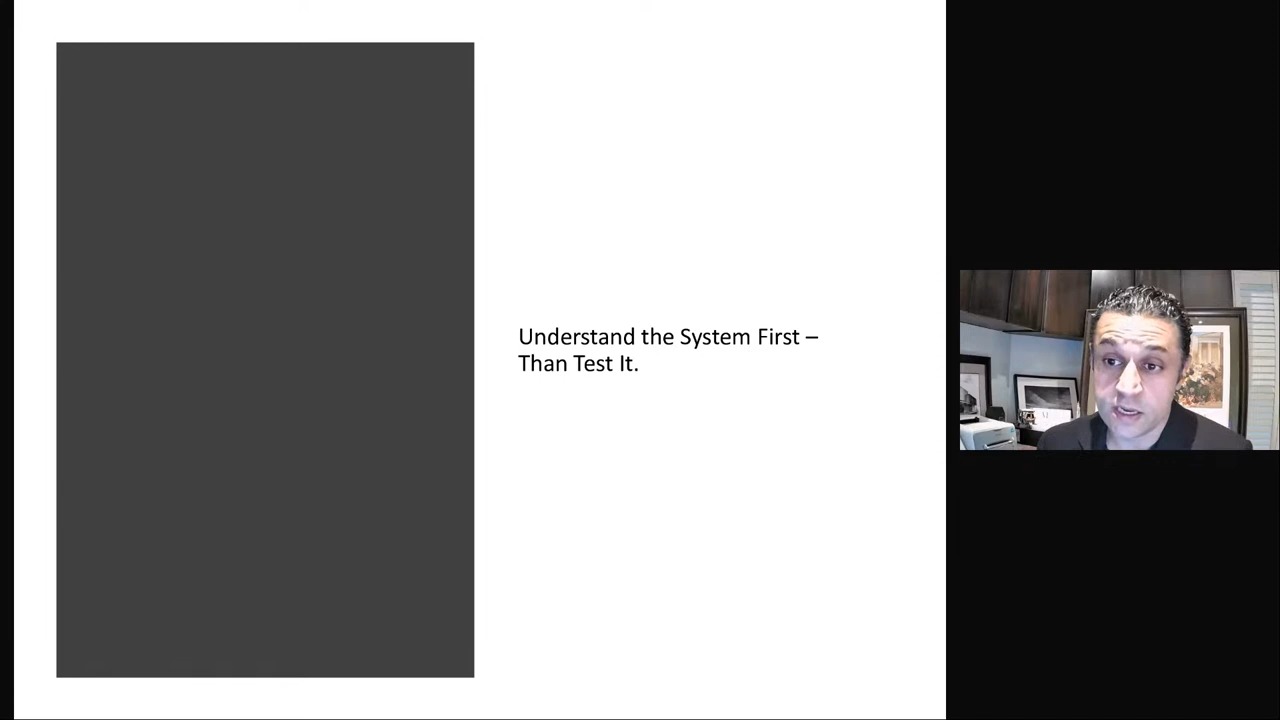 Understand the System First –
Than Test It.